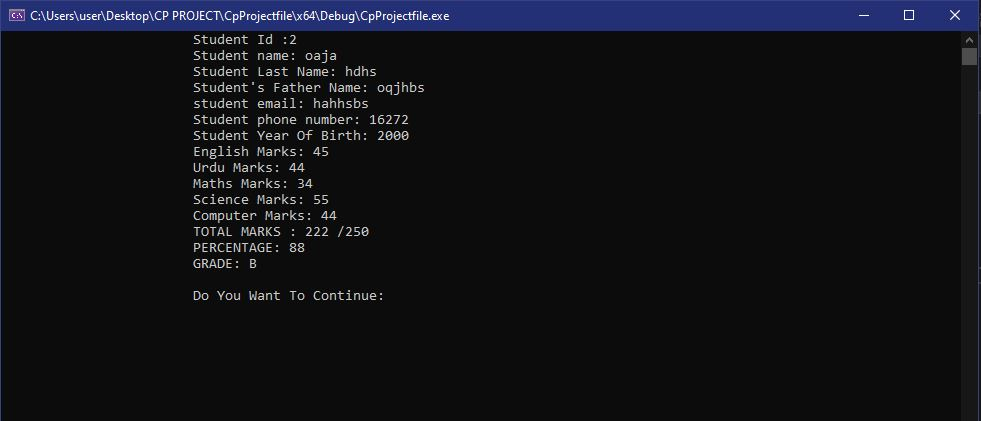 C:\Users\user\Desktop\CP PROJECT\CpProjectfile\x64\Debug\CpProjectfile.exe
Student Id :2
Student name: oaja
Student Last Name: hdhs
Student's Father Name: oqjhbs
student email: hahhsbs
Student phone number: 16272
Student Year Of Birth: 2000
English Marks: 45
Urdu Marks: 44
Maths Marks: 34
Science Marks: 55
Computer Marks: 44
TOTAL MARKS : 222 /250
PERCENTAGE: 88
GRADE: B
Do You Want To Continue: